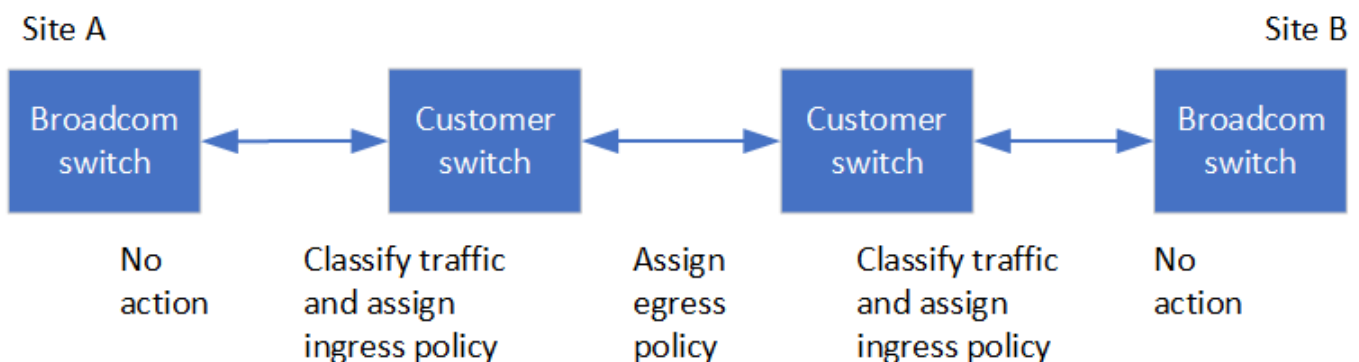 Site A
Site B
Broadcom
switch
Customer
switch
Customer
switch
Broadcom
switch
No
action
Classify traffic
and assign
ingress policy
Assign
egress
policy
Classify traffic
and assign
ingress policy
No
action